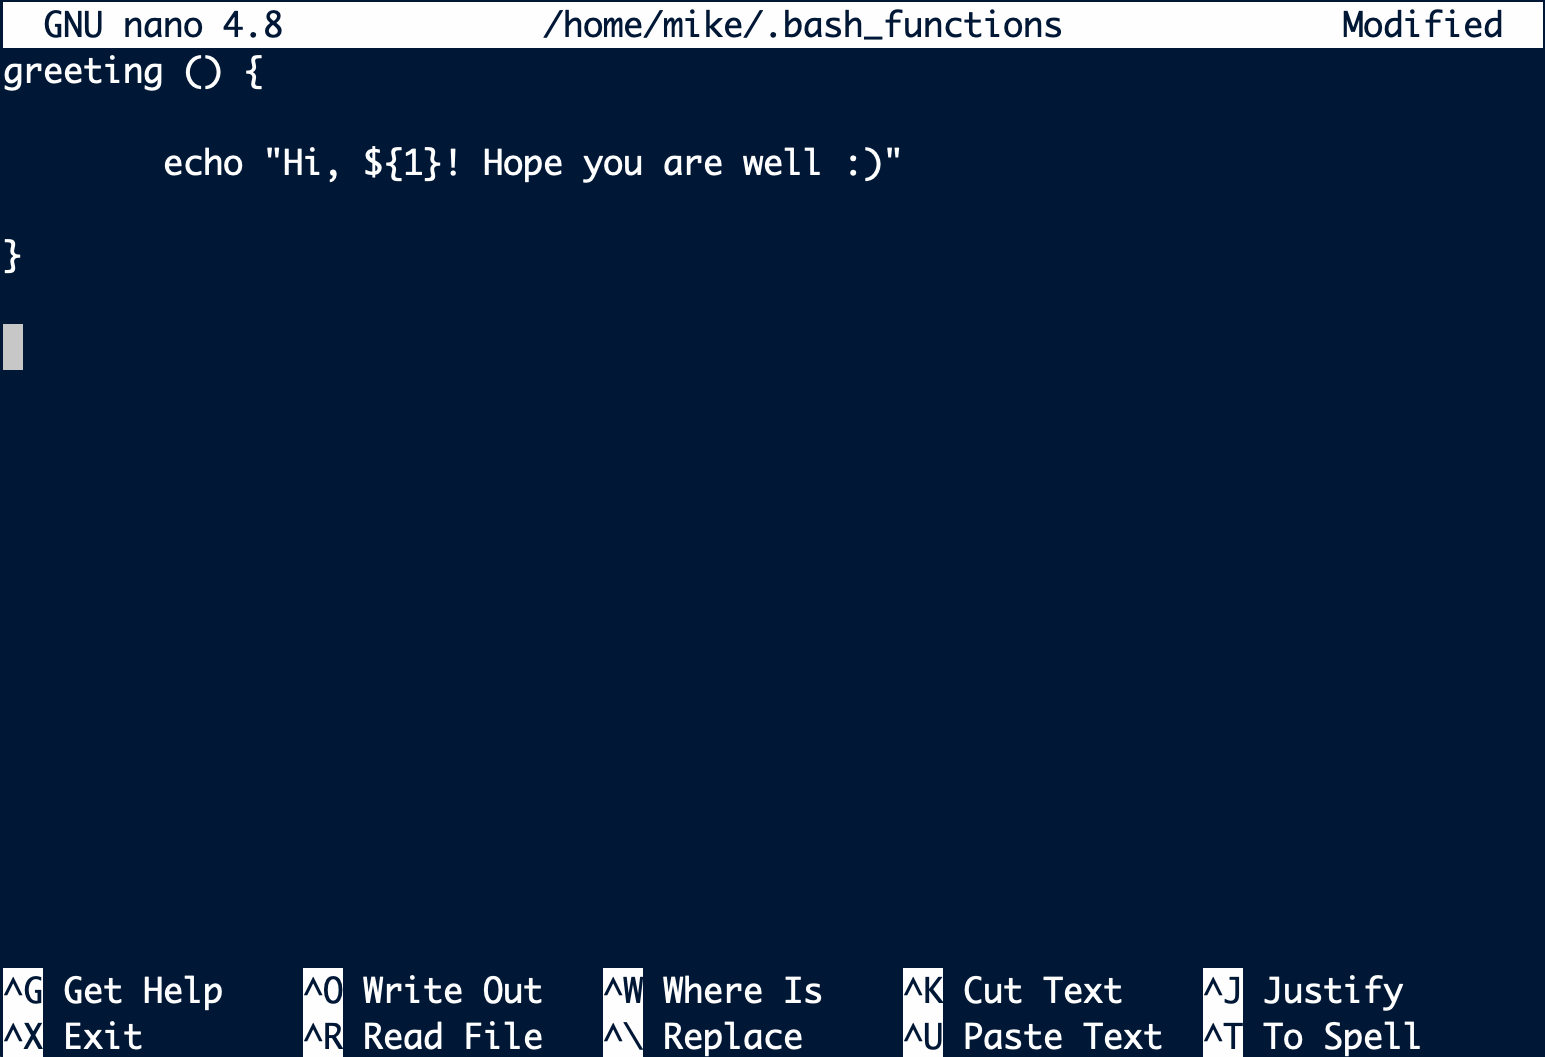 GNU nano 4.8 /home/mike/.bash_functions Modified
greeting () {
echo "Hi, ${1}! Hope you are well :)"
}
^G Get Help ^O Write Out ^W Where Is ^K Cut Text ^J Justify
^X Exit ^R Read File ^\ Replace ^U Paste Text ^T To Spell